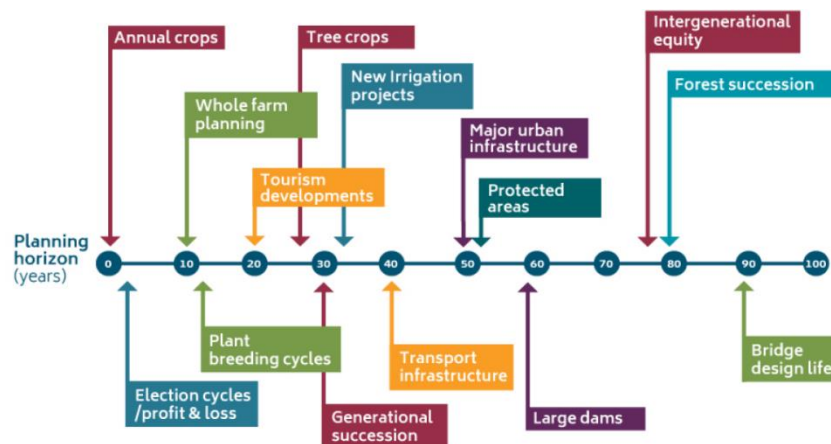 Annual crops
Tree crops
Intergenerational
equity
New Irrigation
projects
Forest succession
Whole farm
planning
Major urban
infrastructure
Tourism
developments
Protected
areas
Planning
horizon
(years)
0 10 20 30 40 50 60 70 80 90 100
Plant
breeding cycles
Transport
infrastructure
Bridge
design life
Election cycles
/profit & loss
Generational
succession
Large dams